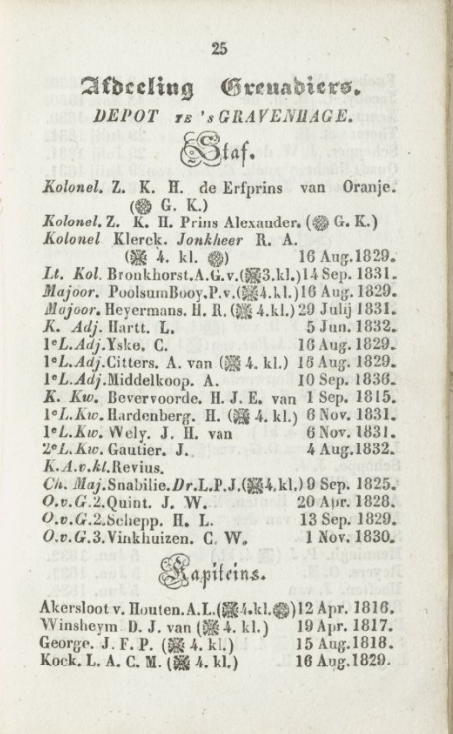 25
Afdeeling Grenadiers.
DEPOT TE 's GRAVENHAGE.
Staf.
Kolonel. Z. K. H. de Erfprins van Oranje.
( G. K.)
Kolonel. Z. K. H. Prins Alexander. ( G. K.)
Kolonel Klerck. Jonkheer R. A.
( 4. kl. ) 16 Aug. 1829.
Lt. Kol. Bronkhorst. A. G. v. ( 3. kl.) 14 Sep. 1831.
Majoor. Poolsum Booy. P. v. ( 4. kl.) 16 Aug. 1829.
Majoor. Heyermans. H. R. ( 4. kl.) 29 Julij 1831.
K. Adj. Hartt. L. 5 Jun. 1832.
1e L. Adj. Yske. C. 16 Aug. 1829.
1e L. Adj. Citters. A. van ( 4. kl.) 16 Aug. 1829.
1e L. Adj. Middelkoop. A. 10 Sep. 1836.
K. Kw. Bevervoorde. H. J. E. van 1 Sep. 1815.
1e L. Kw. Hardenberg. H. ( 4. kl.) 6 Nov. 1831.
1e L. Kw. Wely. J. H. van 6 Nov. 1831.
2e L. Kw. Gautier. J. 4 Aug. 1832.
K. A. v. kl. Revius.
Ch. Maj. Snabilie. Dr. L. P. J. ( 4. kl.) 9 Sep. 1825.
O. v. G. 2. Quint. J. W. 20 Apr. 1828.
O. v. G. 2. Schepp. H. L. 13 Sep. 1829.
O. v. G. 3. Vinkhuizen. C. W. 1 Nov. 1830.
Kapiteins.
Akersloot v. Houten. A. L. ( 4. kl. ) 12 Apr. 1816.
Winsheym D. J. van ( 4. kl.) 19 Apr. 1817.
George. J. F. P. ( 4. kl.) 15 Aug. 1818.
Kock. L. A. C. M. ( 4. kl.) 16 Aug. 1829.